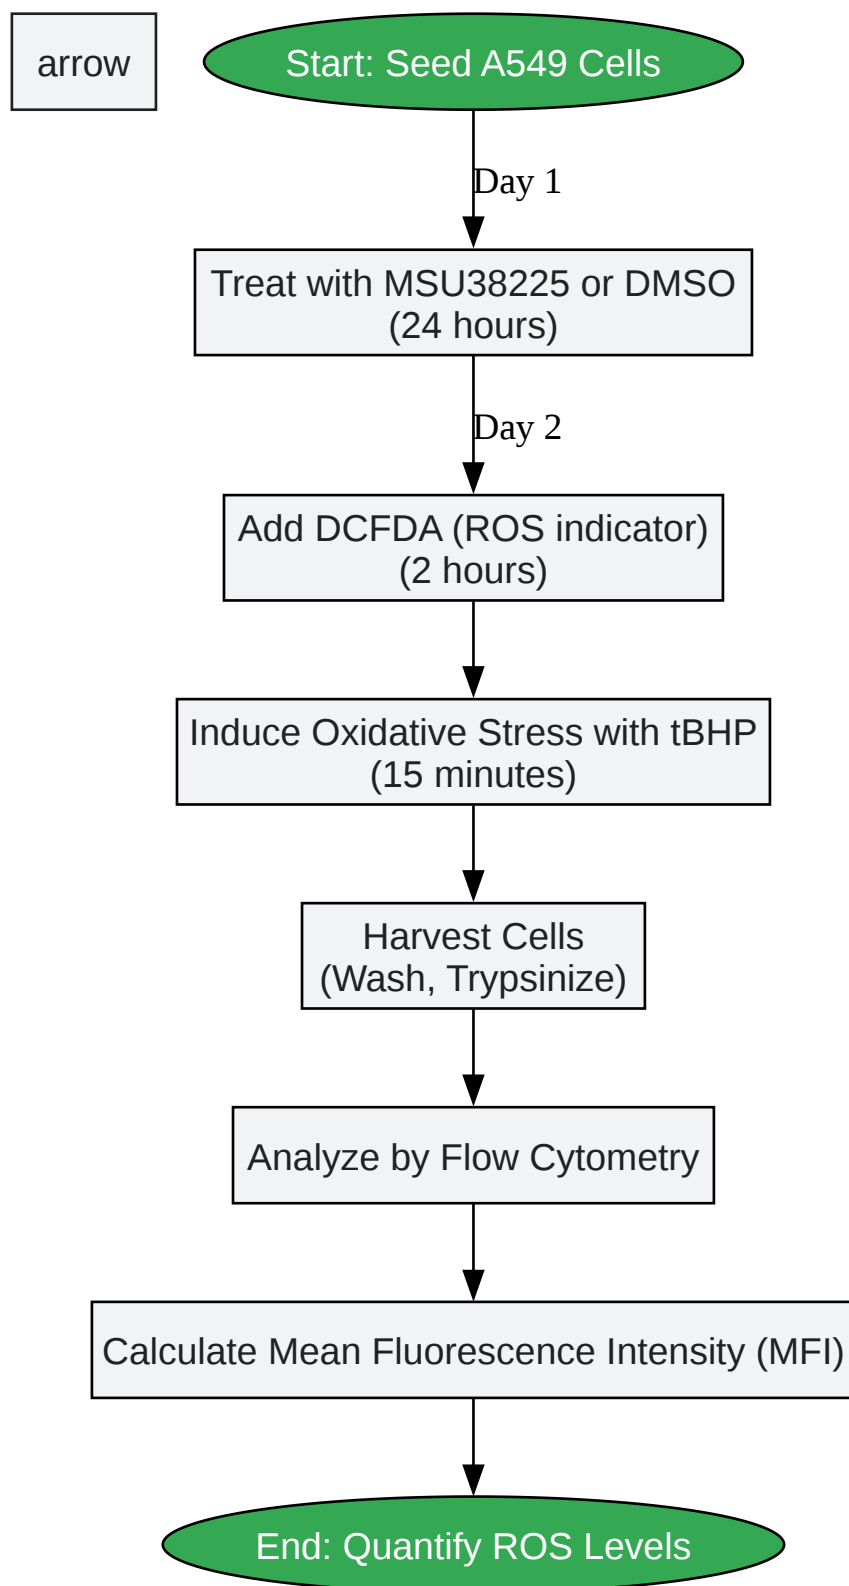 arrow
Start: Seed A549 Cells
Day 1
Treat with MSU38225 or DMSO
(24 hours)
Day 2
Add DCFDA (ROS indicator)
(2 hours)
Induce Oxidative Stress with tBHP
(15 minutes)
Harvest Cells
(Wash, Trypsinize)
Analyze by Flow Cytometry
Calculate Mean Fluorescence Intensity (MFI)
End: Quantify ROS Levels